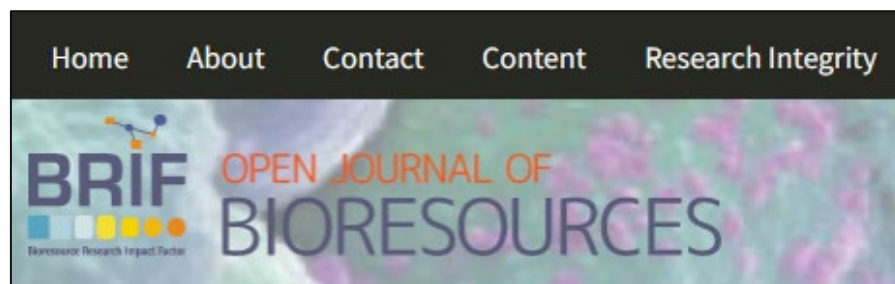 Home About Contact Content Research Integrity
BRIF
Bioresource Research Impact Factor
OPEN JOURNAL OF
BIORESOURCES